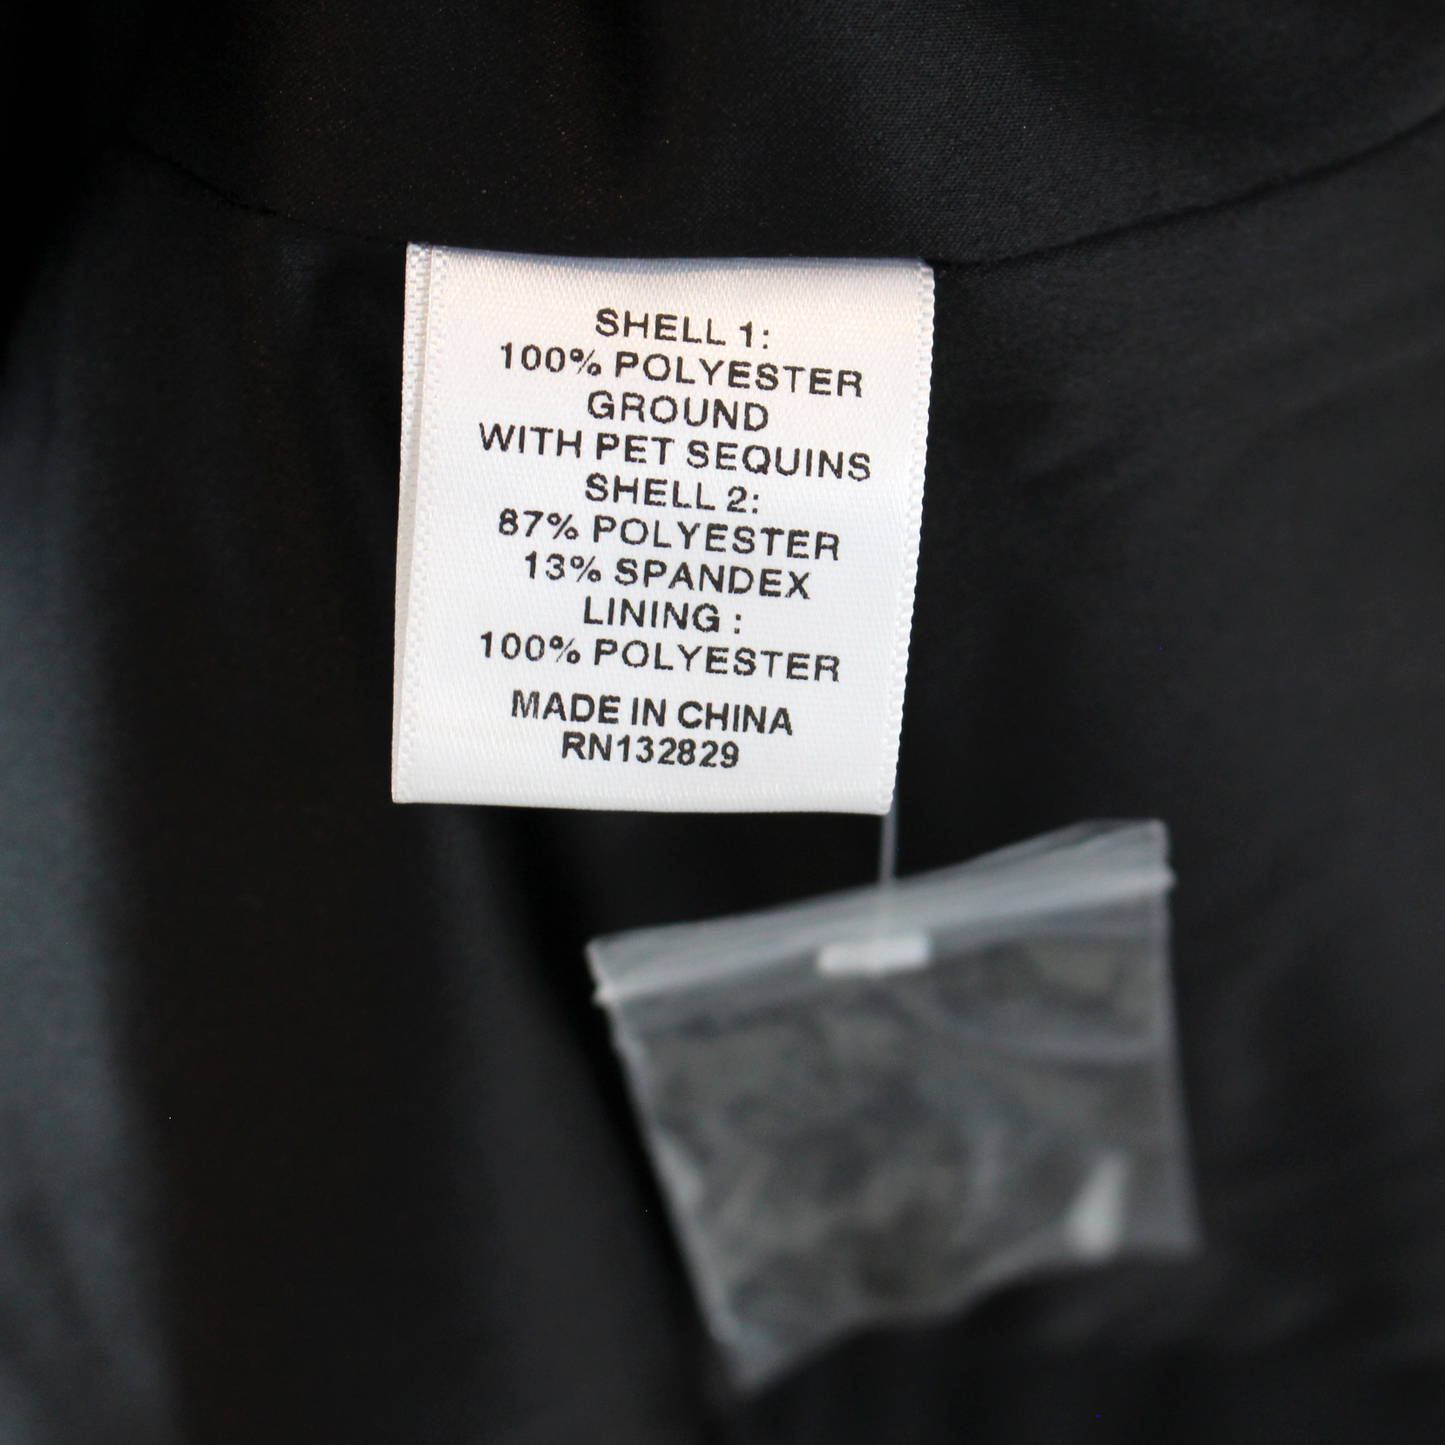 SHELL 1:
100% POLYESTER
GROUND
WITH PET SEQUINS
SHELL 2:
87% POLYESTER
13% SPANDEX
LINING :
100% POLYESTER
MADE IN CHINA
RN132829